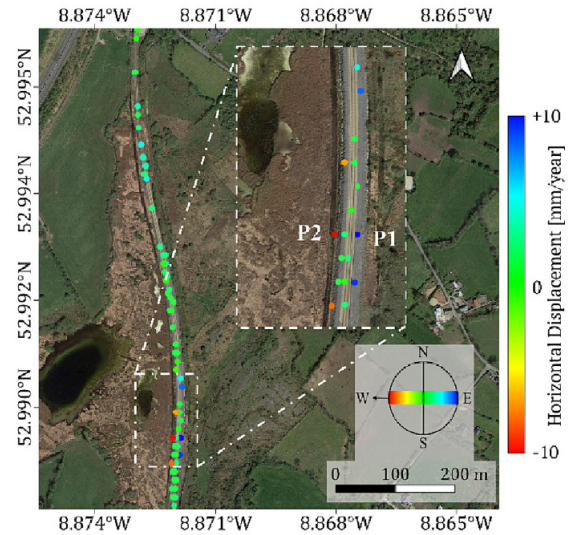 8.874°W 8.871°W 8.868°W 8.865°W
52.995°N
52.994°N
52.992°N
52.990°N
P2 P1
N
W E
S
0 100 200 m
8.874°W 8.871°W 8.868°W 8.865°W
+10
0
-10
Horizontal Displacement [mm/year]